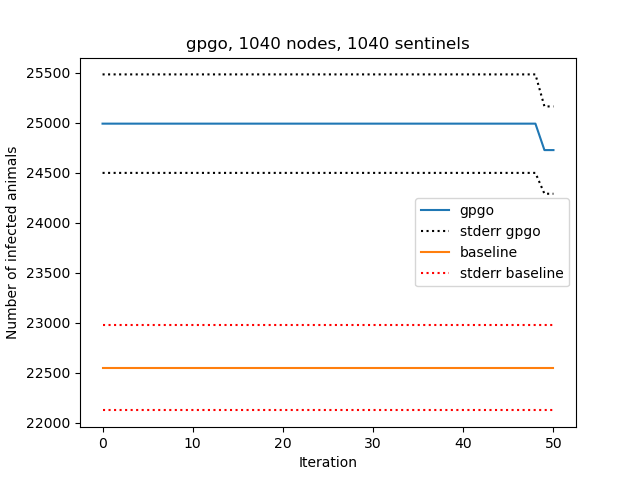 gpgo, 1040 nodes, 1040 sentinels
Number of infected animals
25500
25000
24500
24000
23500
23000
22500
22000
gpgo
stderr gpgo
baseline
stderr baseline
0 10 20 30 40 50
Iteration